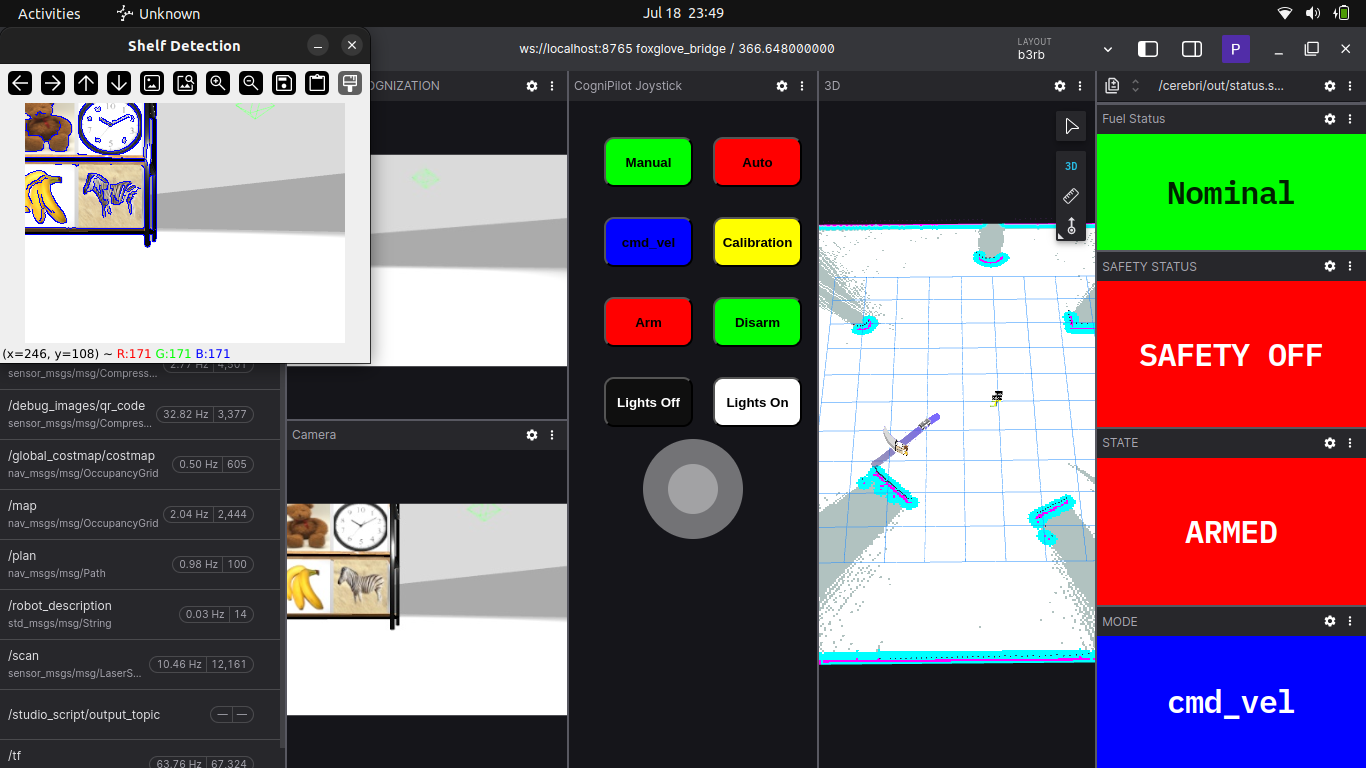 Activities
Unknown
Jul 18 23:49
Shelf Detection
ws://localhost:8765 foxglove_bridge / 366.648000000
LAYOUT
b3rb
P
OGNIZATION
CogniPilot Joystick
3D
/cerebri/out/status.s...
Fuel Status
Nominal
SAFETY STATUS
SAFETY OFF
STATE
ARMED
MODE
cmd_vel
Manual
Auto
cmd_vel
Calibration
Arm
Disarm
Lights Off
Lights On
3D
(x=246, y=108) ~ R:171 G:171 B:171
sensor_msgs/msg/Compress...
2.77 Hz 4,301
/debug_images/qr_code
sensor_msgs/msg/Compres...
32.82 Hz 3,377
/global_costmap/costmap
nav_msgs/msg/OccupancyGrid
0.50 Hz 605
/map
nav_msgs/msg/OccupancyGrid
2.04 Hz 2,444
/plan
nav_msgs/msg/Path
0.98 Hz 100
/robot_description
std_msgs/msg/String
0.03 Hz 14
/scan
sensor_msgs/msg/LaserS...
10.46 Hz 12,161
/studio_script/output_topic
— —
/tf
63.76 Hz 67,324
Camera